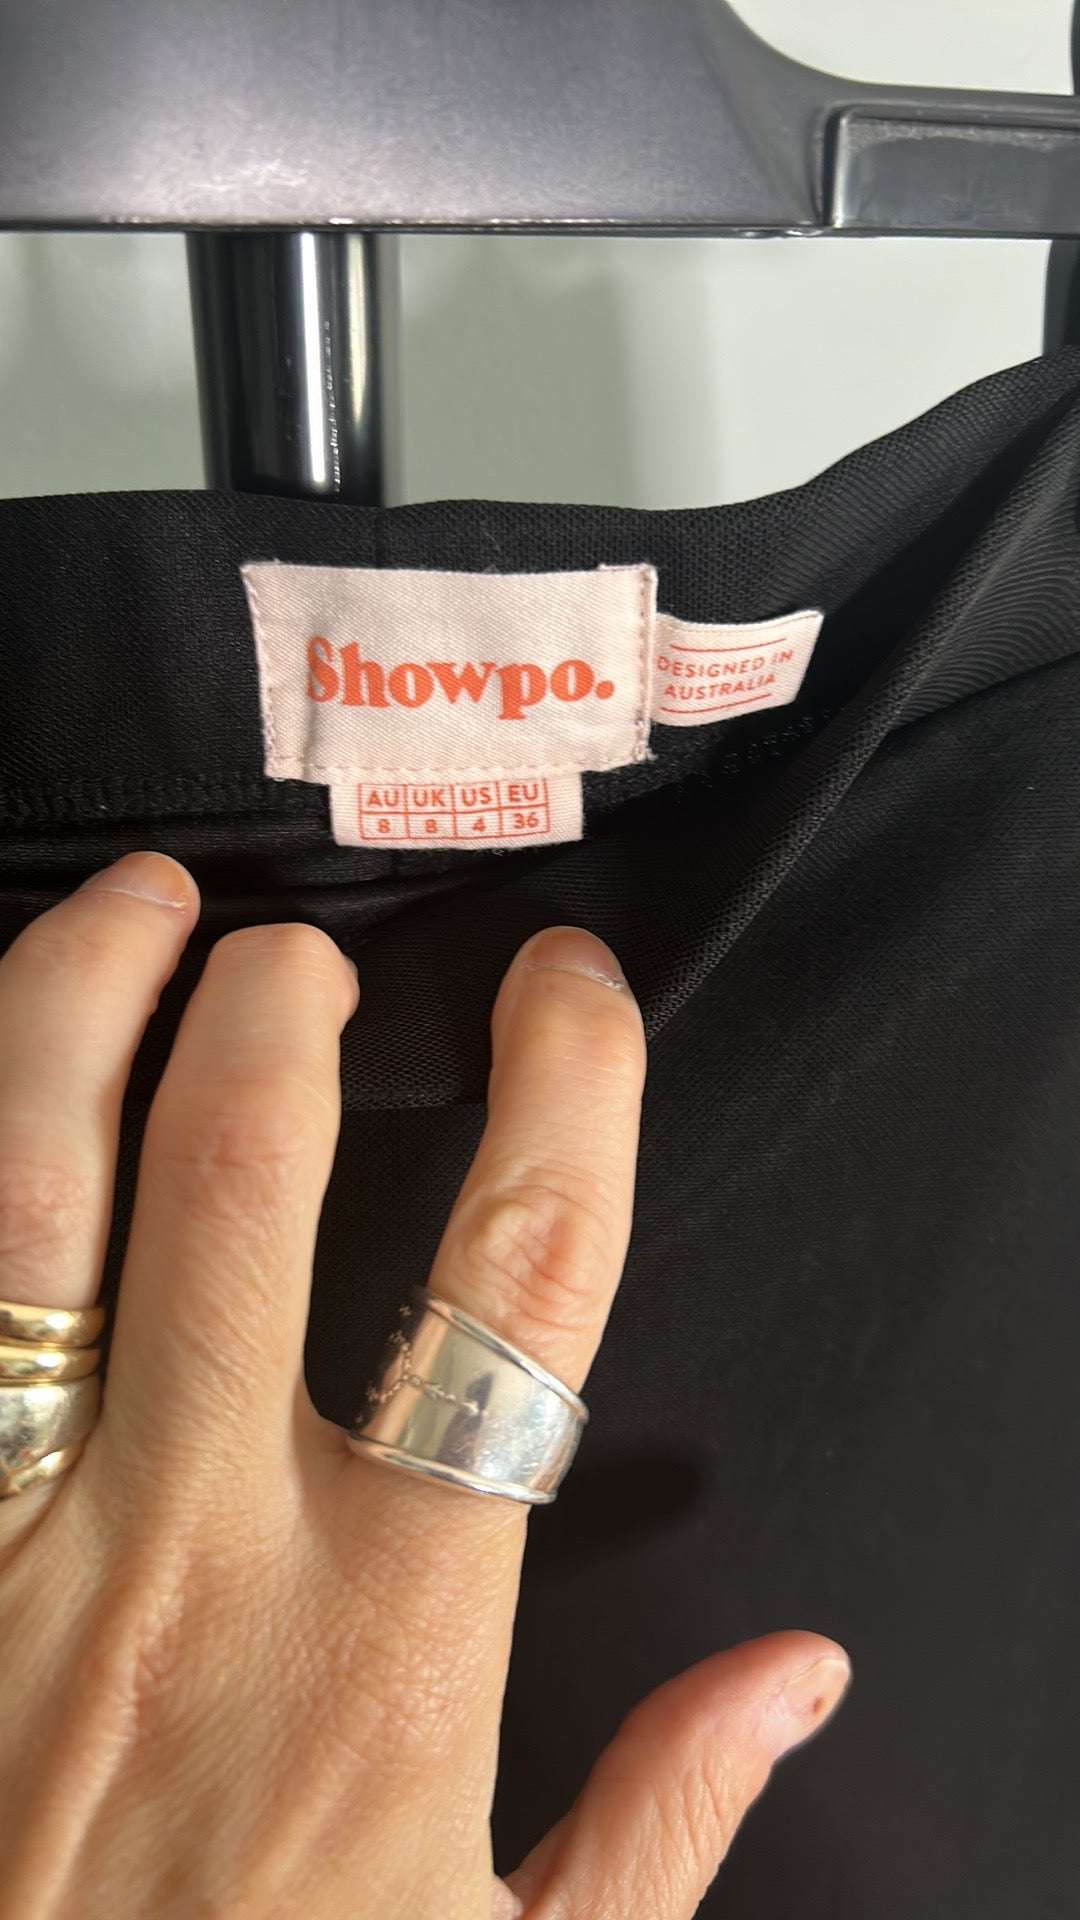 Showpo.
DESIGNED IN
AUSTRALIA
AU UK US EU
8 8 4 36